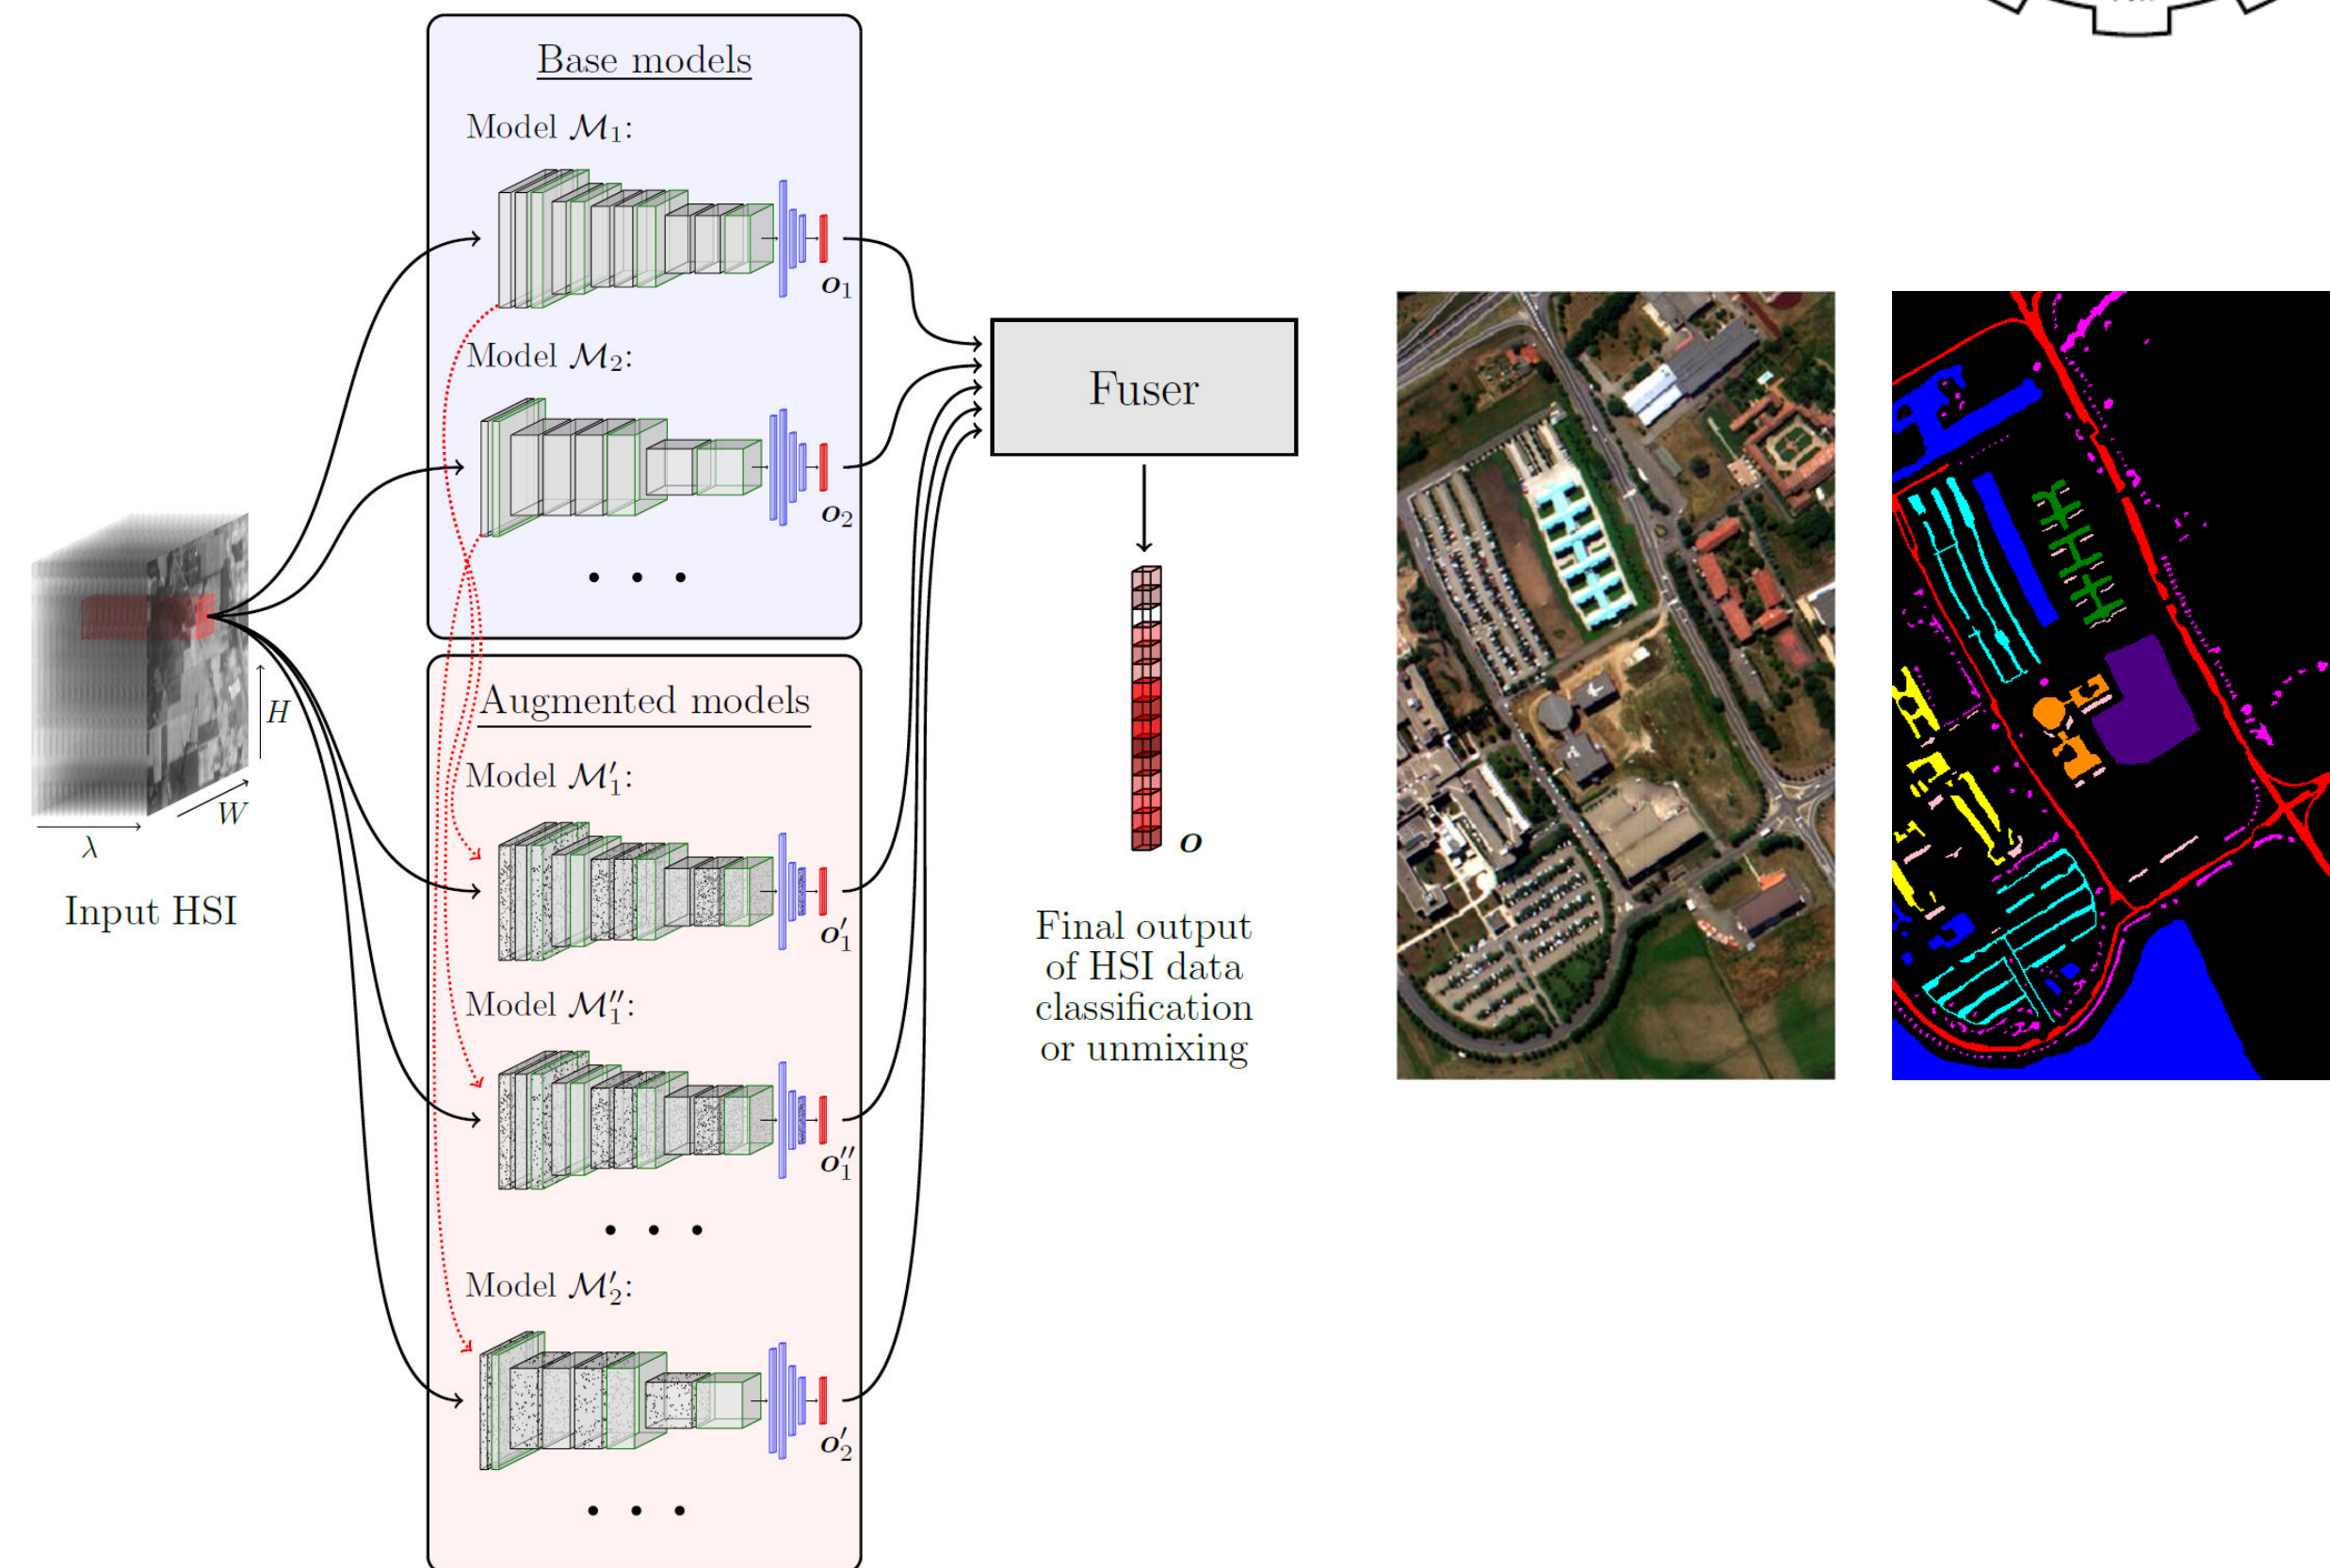 Base models
Model 𝓜₁:
o₁
Model 𝓜₂:
o₂
• • •
H
W
λ
Input HSI
Augmented models
Model 𝓜′₁:
o′₁
Model 𝓜″₁:
o″₁
• • •
Model 𝓜′₂:
o′₂
• • •
Fuser
o
Final output
of HSI data
classification
or unmixing